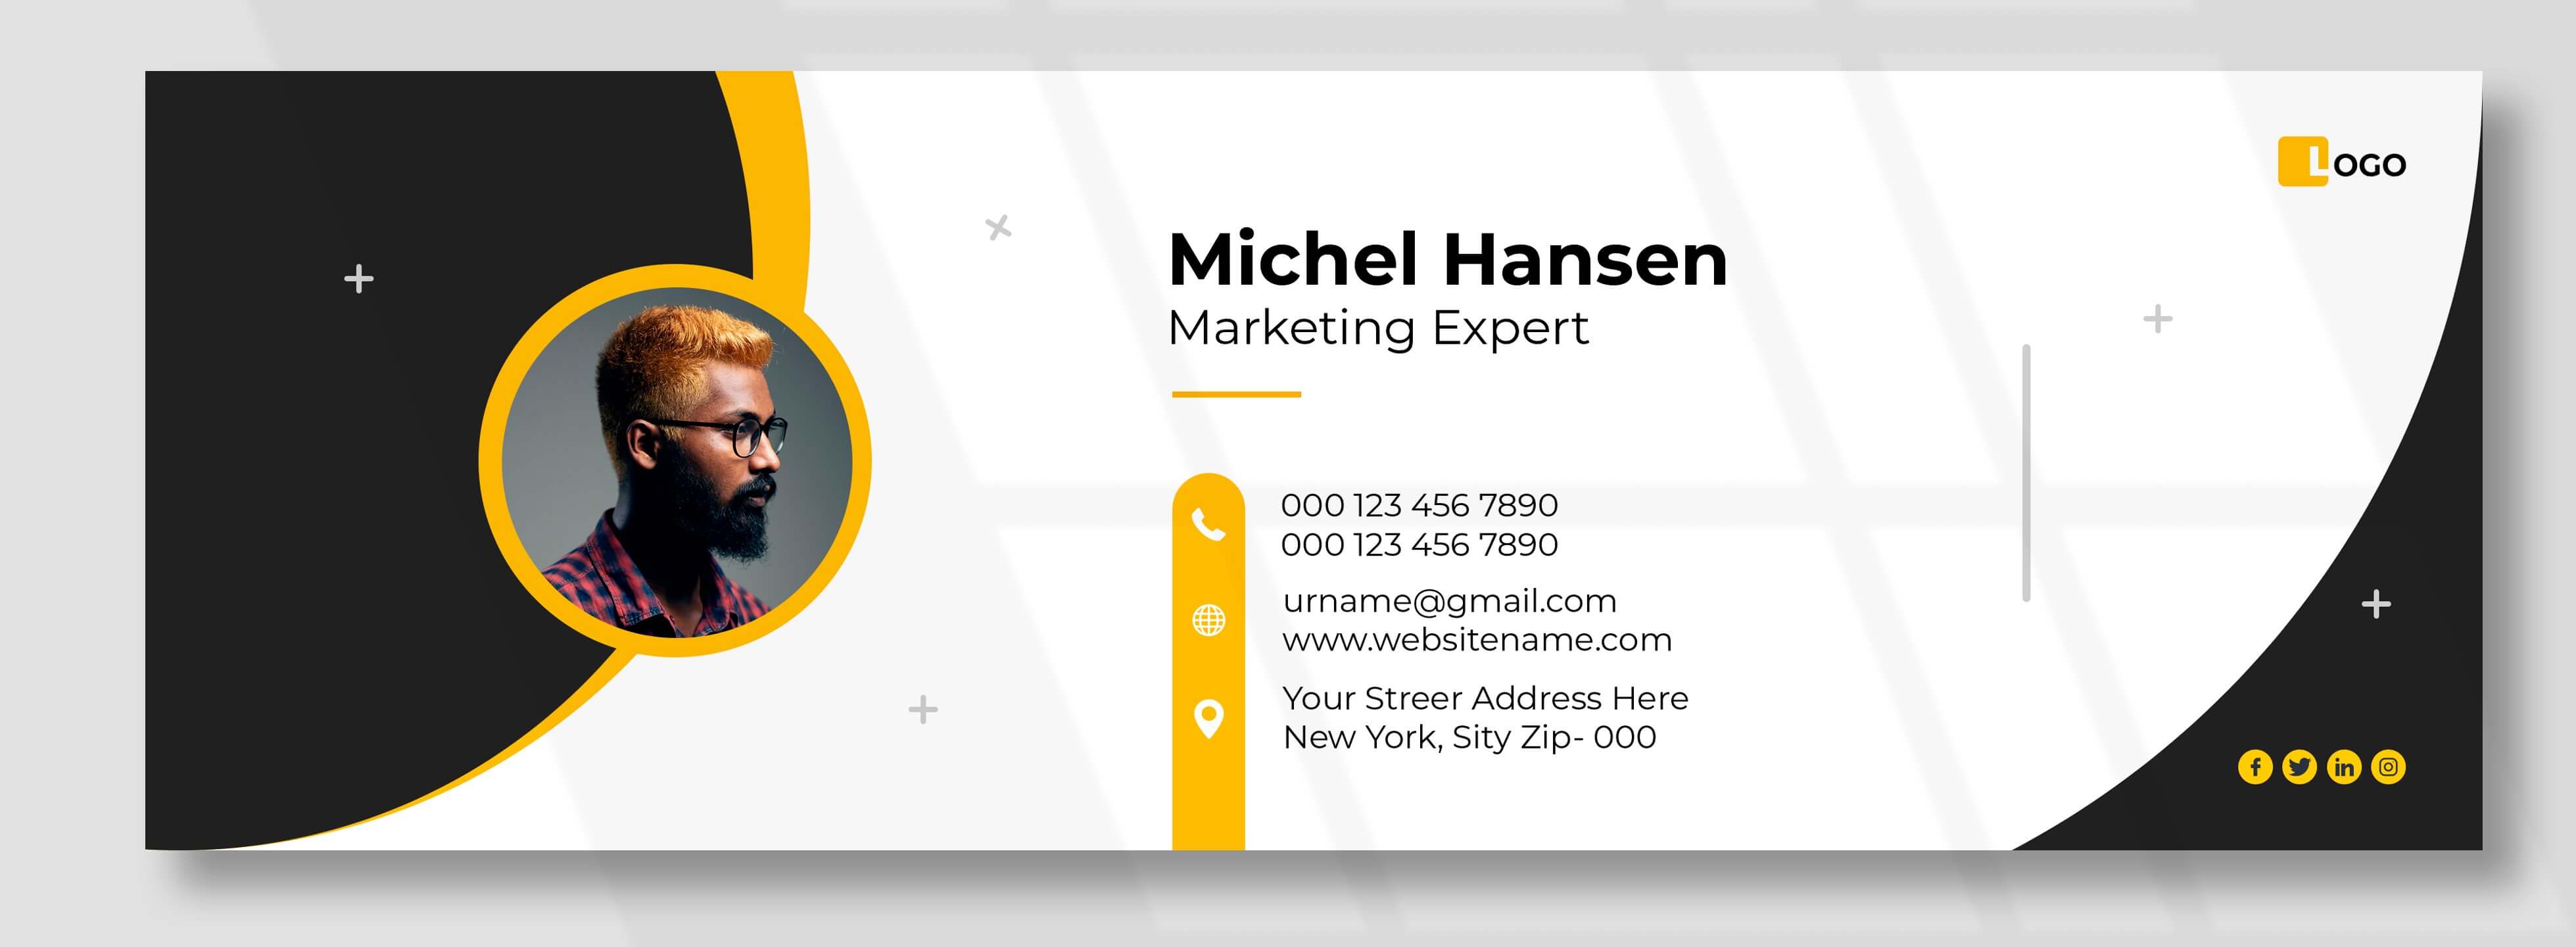 LOGO
Michel Hansen
Marketing Expert
000 123 456 7890
000 123 456 7890
urname@gmail.com
www.websitename.com
Your Streer Address Here
New York, Sity Zip- 000
f in